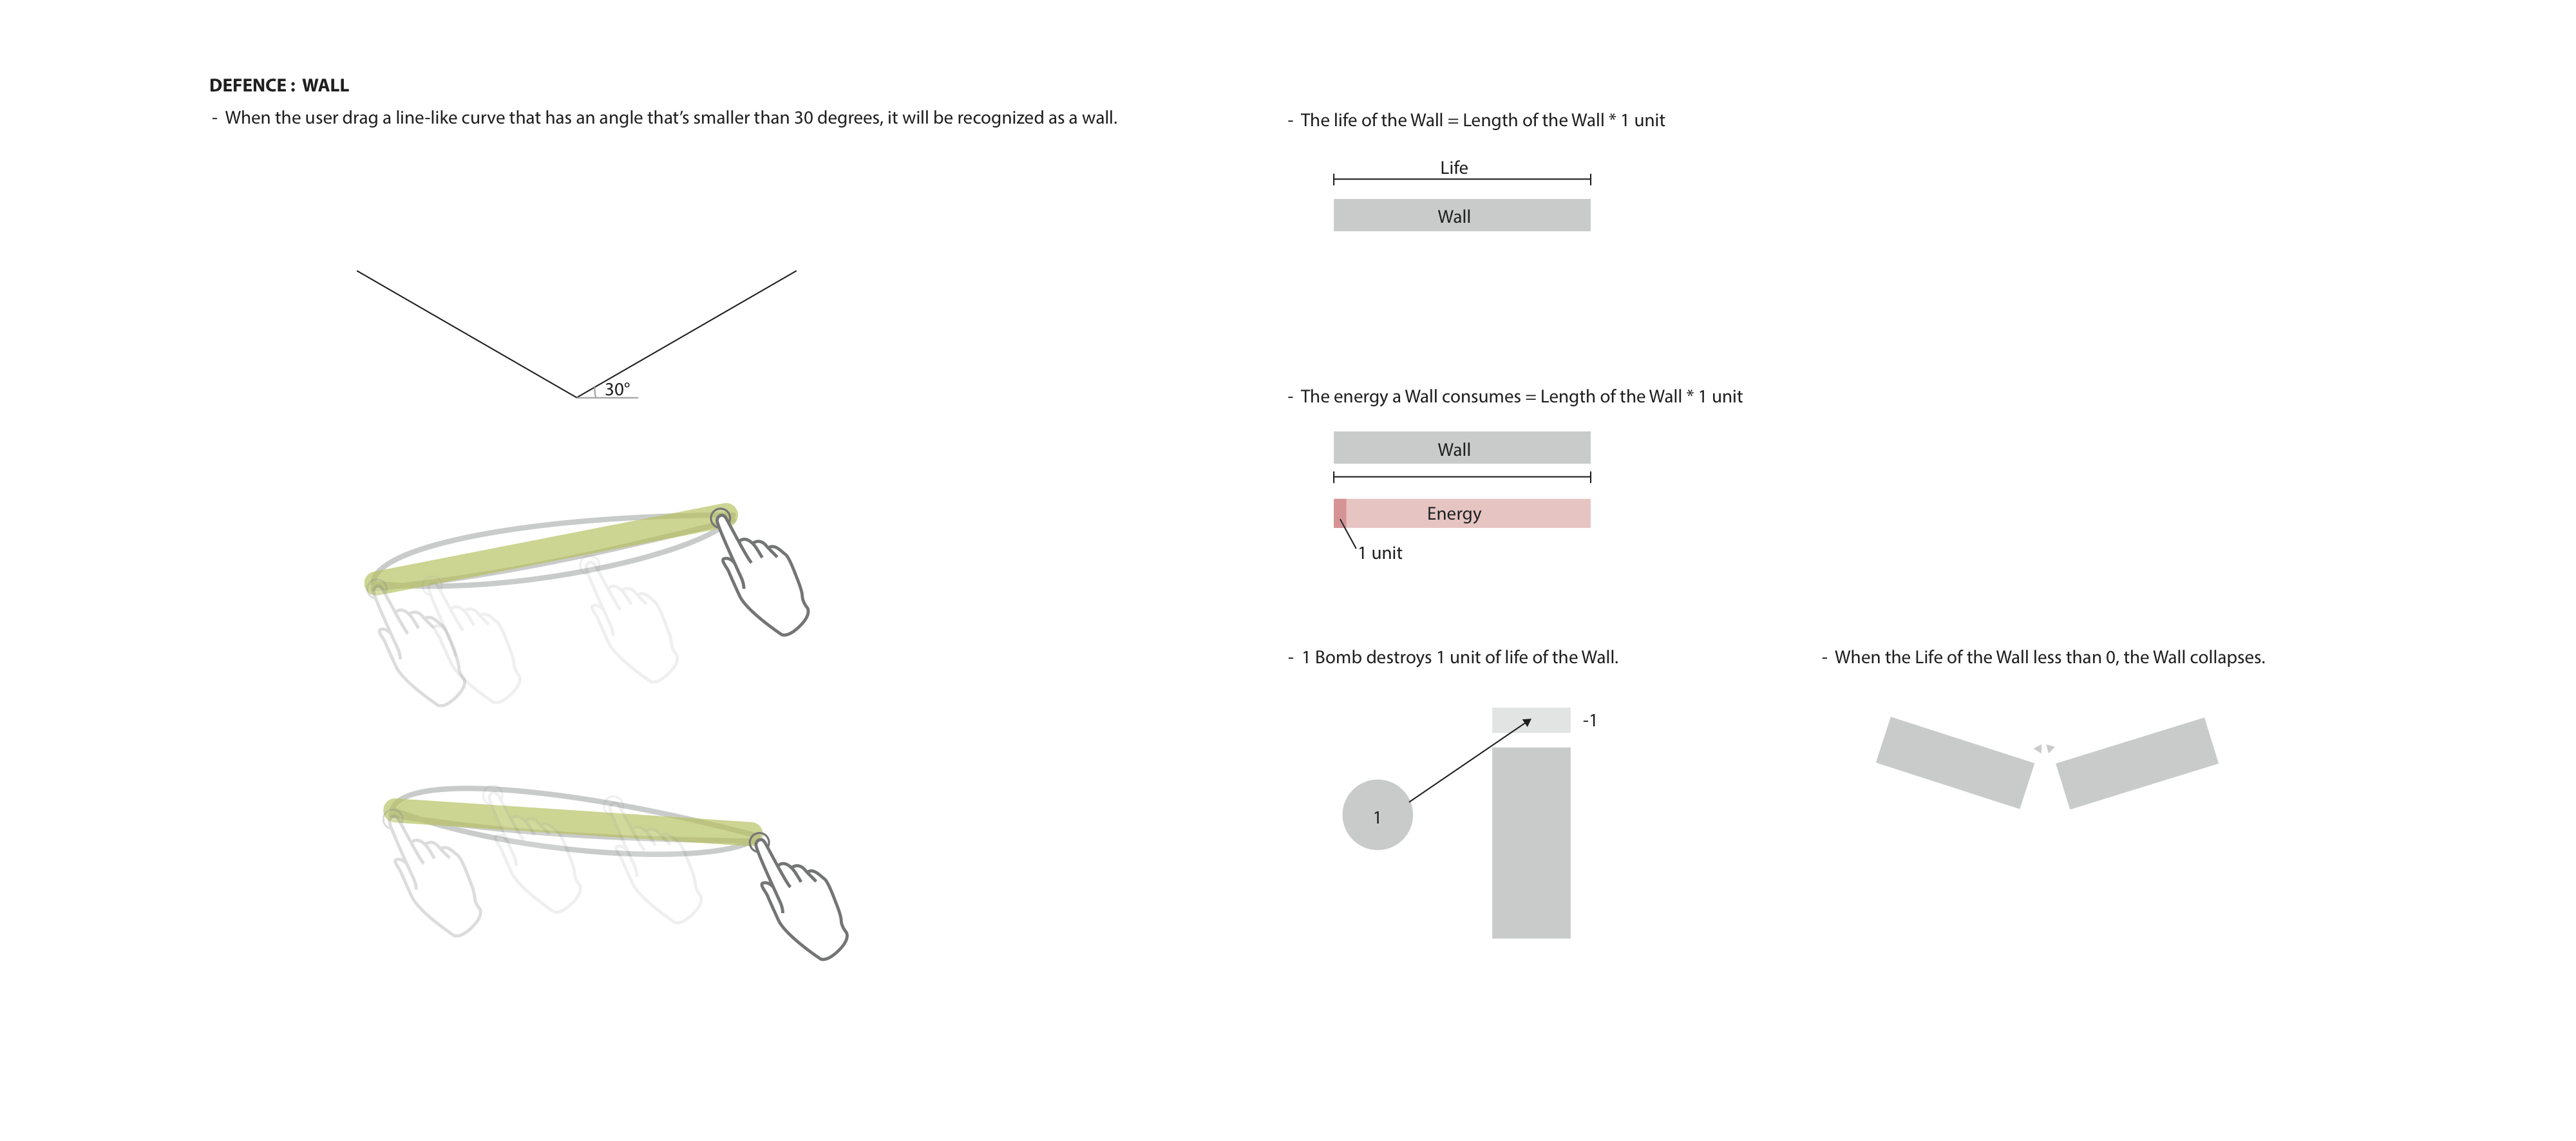 DEFENCE : WALL
- When the user drag a line-like curve that has an angle that’s smaller than 30 degrees, it will be recognized as a wall.
30°
- The life of the Wall = Length of the Wall * 1 unit
Life
Wall
- The energy a Wall consumes = Length of the Wall * 1 unit
Wall
Energy
1 unit
- 1 Bomb destroys 1 unit of life of the Wall.
-1
1
- When the Life of the Wall less than 0, the Wall collapses.